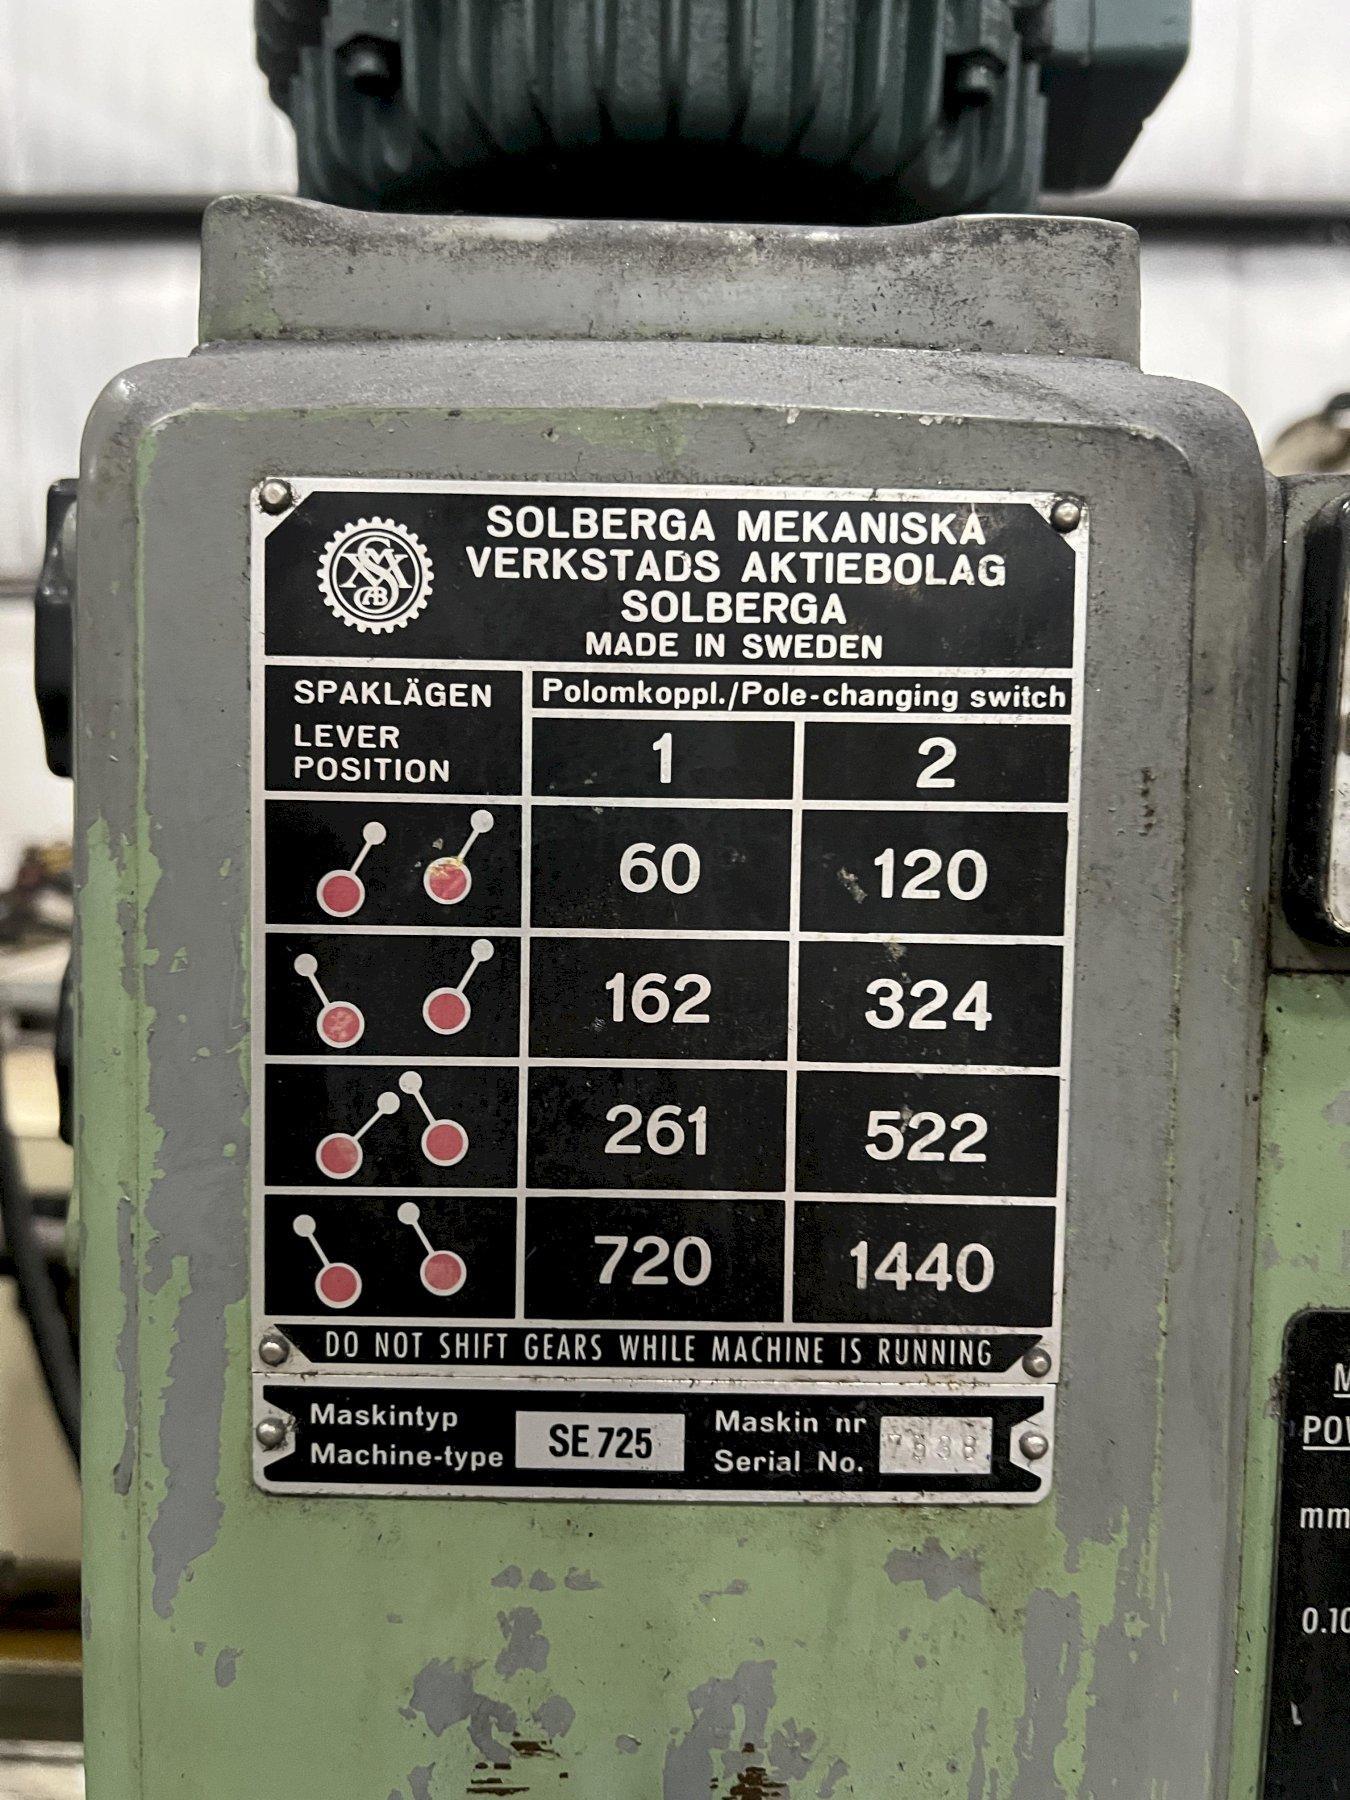 SOLBERGA MEKANISKA
VERKSTADS AKTIEBOLAG
SOLBERGA
MADE IN SWEDEN
SPAKLÄGEN
LEVER
POSITION
Polomkoppl./Pole-changing switch
1 2
60 120
162 324
261 522
720 1440
DO NOT SHIFT GEARS WHILE MACHINE IS RUNNING
Maskintyp
Machine-type
SE 725
Maskin nr
Serial No.
mm
0.10